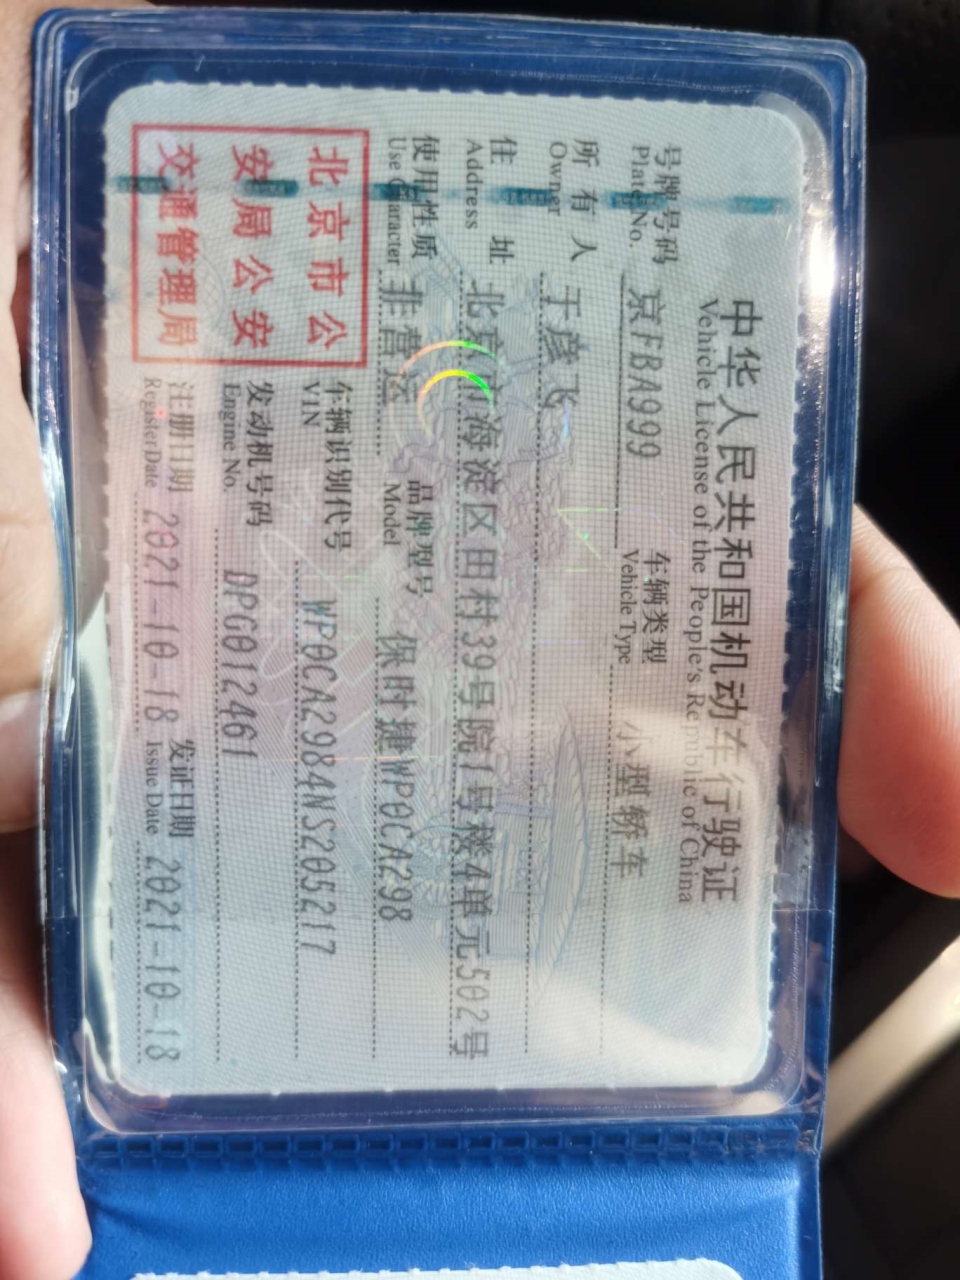 中华人民共和国机动车行驶证
Vehicle License of the People's Republic of China
号牌号码 京FBA9999 车辆类型 小型轿车
Plate No. Vehicle Type
所有人 于彦飞
Owner
住址 北京市海淀区田村39号院1号楼4单元502号
Address
使用性质 非营运 品牌型号 保时捷WP0CA298
Use Character Model
北京市公
安局公安
交通管理局
车辆识别代号 WP0CA2984NS205217
VIN
发动机号码 DPG012461
Engine No.
注册日期 2021-10-18 发证日期 2021-10-18
Register Date Issue Date